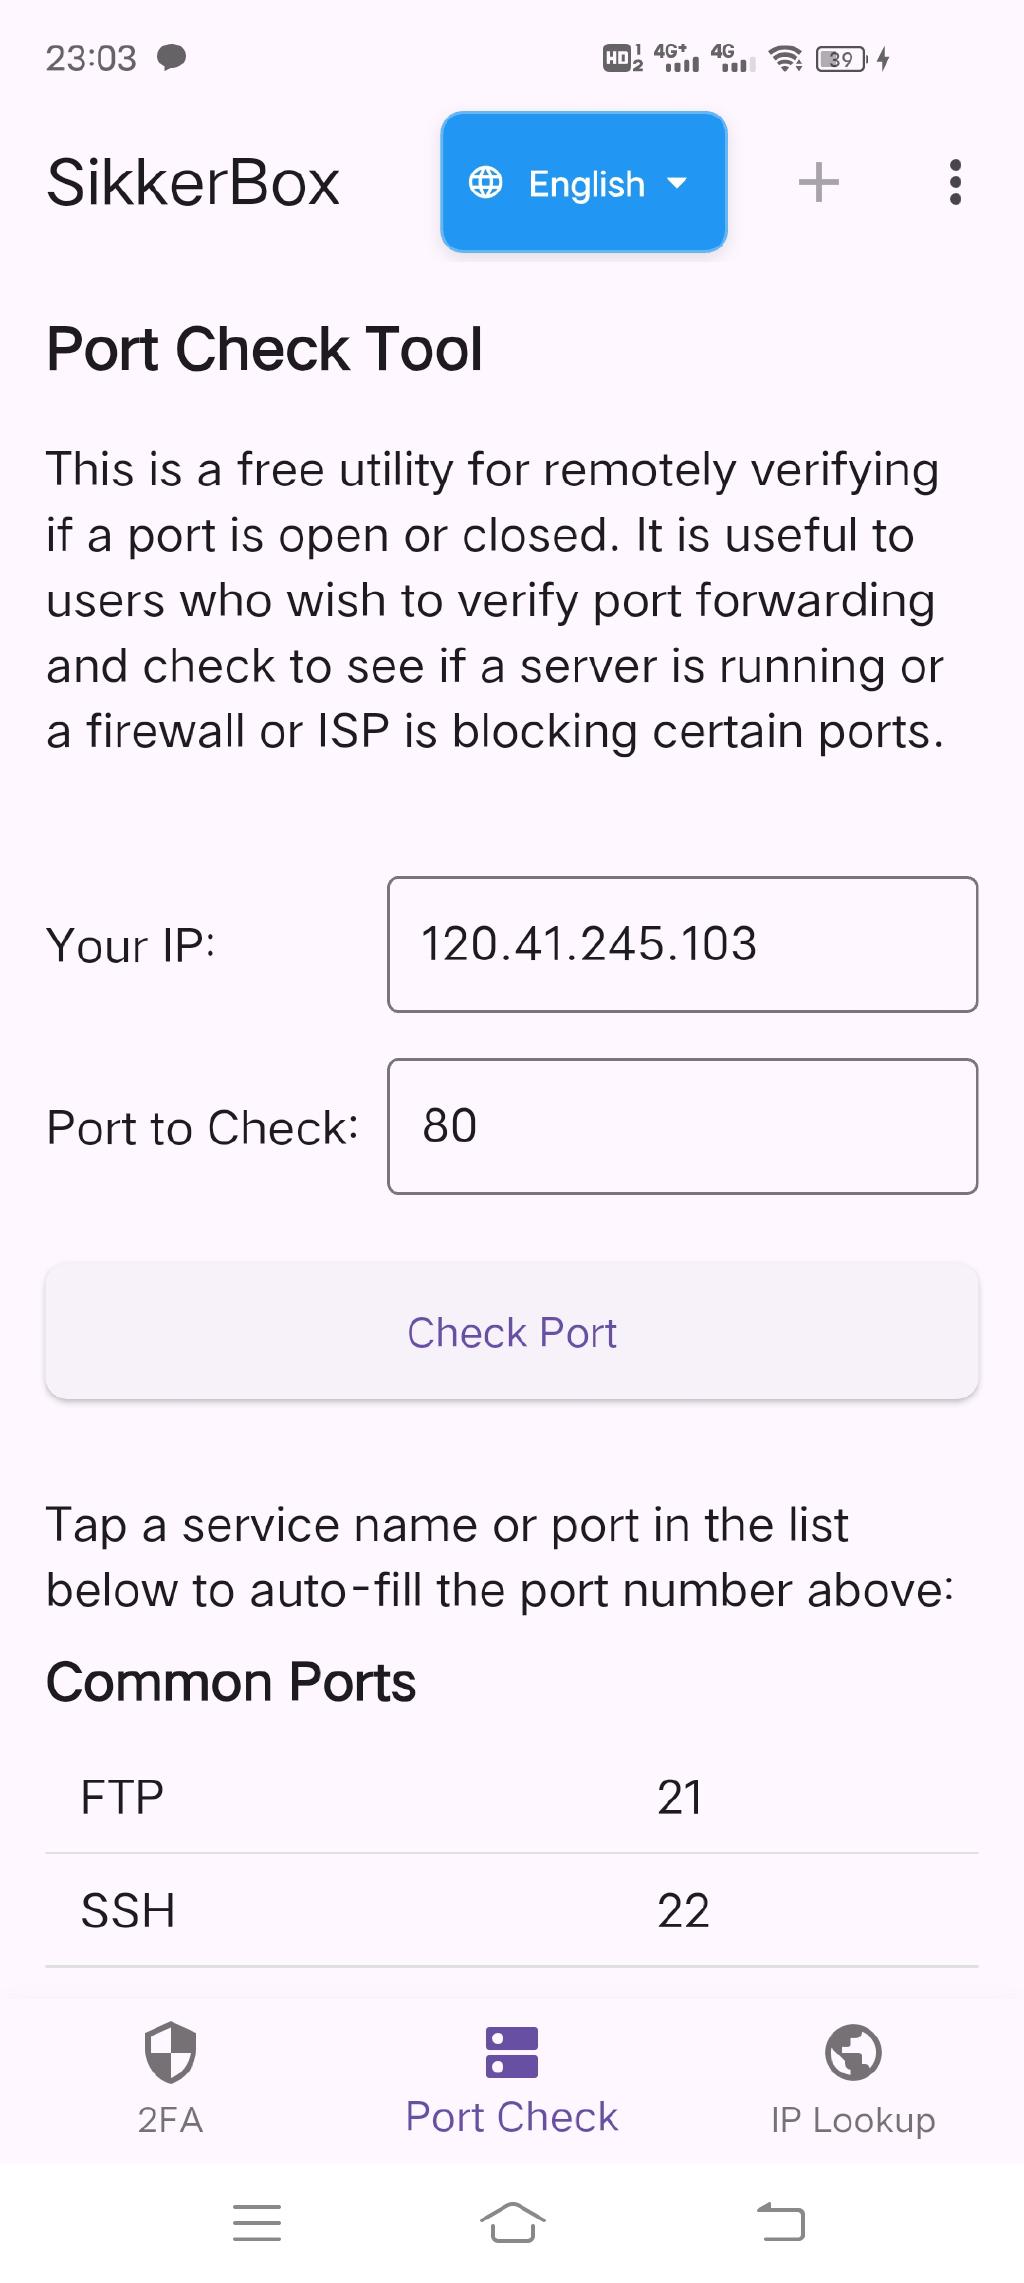 23:03
HD 1 2 4G+ 4G 39
SikkerBox
English
Port Check Tool
This is a free utility for remotely verifying
if a port is open or closed. It is useful to
users who wish to verify port forwarding
and check to see if a server is running or
a firewall or ISP is blocking certain ports.
Your IP: 120.41.245.103
Port to Check: 80
Check Port
Tap a service name or port in the list
below to auto-fill the port number above:
Common Ports
FTP 21
SSH 22
2FA Port Check IP Lookup